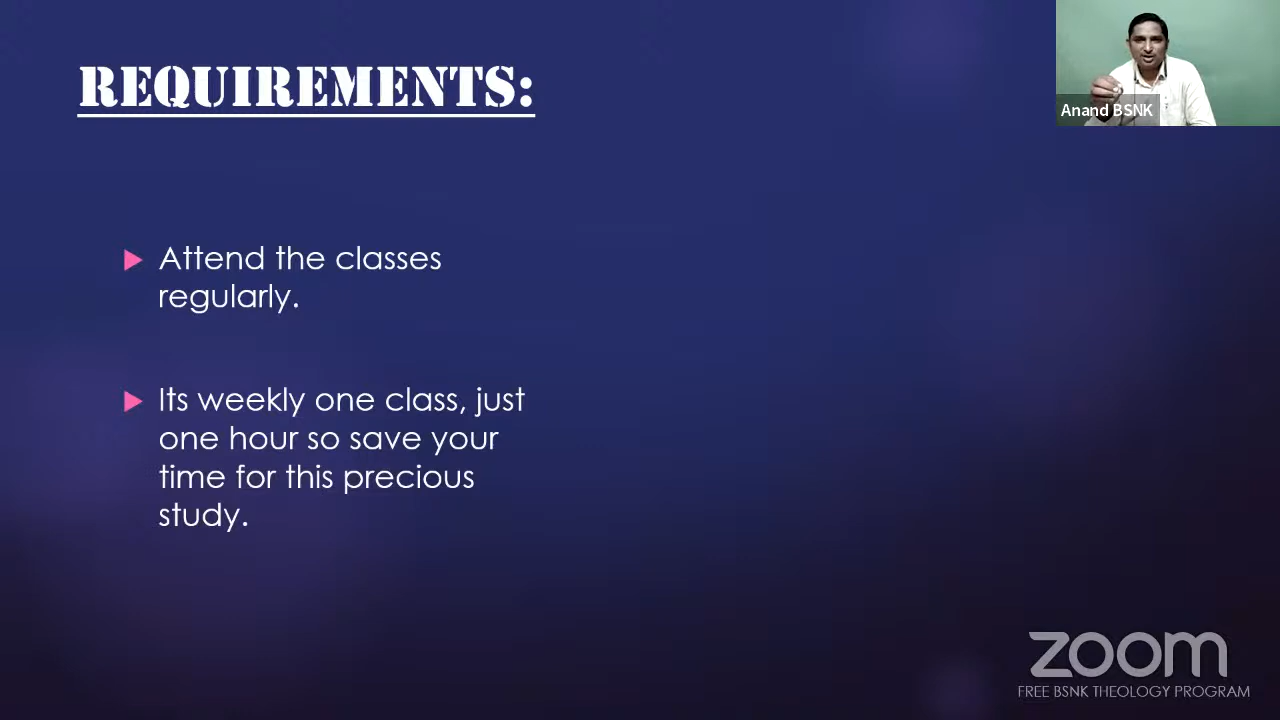 REQUIREMENTS:
Anand BSNK
Attend the classes
regularly.
Its weekly one class, just
one hour so save your
time for this precious
study.
zoom
FREE BSNK THEOLOGY PROGRAM